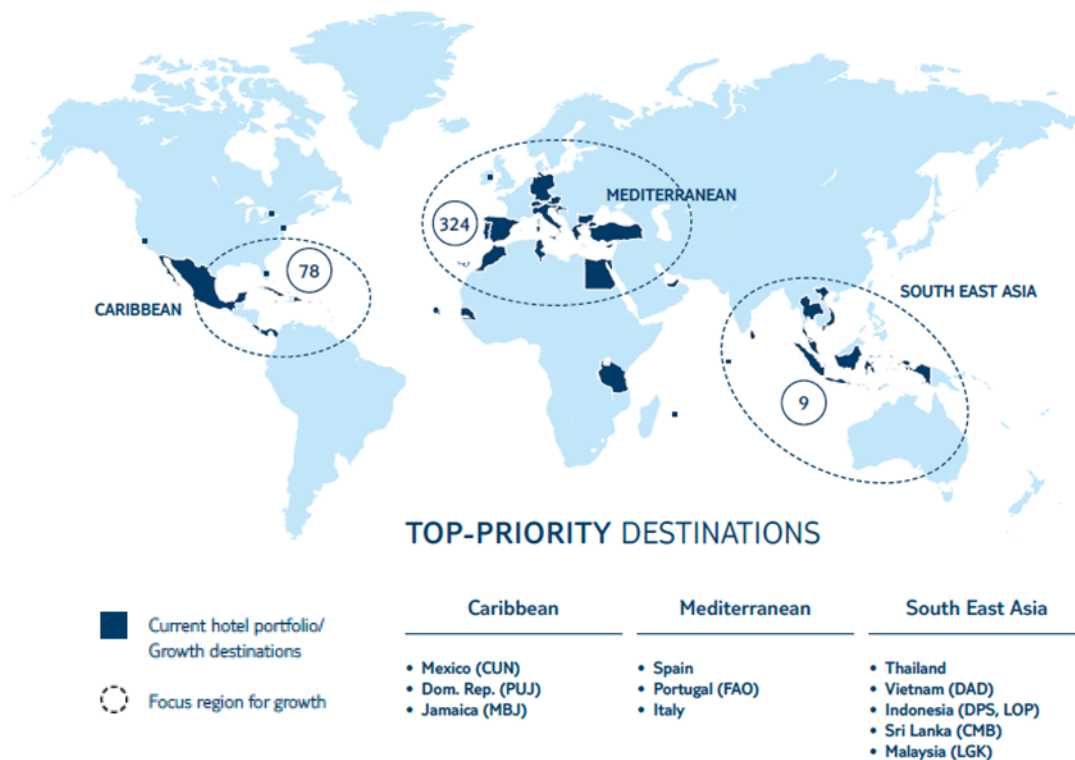 MEDITERRANEAN
324
78
CARIBBEAN
SOUTH EAST ASIA
9
TOP-PRIORITY DESTINATIONS
Current hotel portfolio/
Growth destinations
Focus region for growth
Caribbean
• Mexico (CUN)
• Dom. Rep. (PUJ)
• Jamaica (MBJ)
Mediterranean
• Spain
• Portugal (FAO)
• Italy
South East Asia
• Thailand
• Vietnam (DAD)
• Indonesia (DPS, LOP)
• Sri Lanka (CMB)
• Malaysia (LGK)